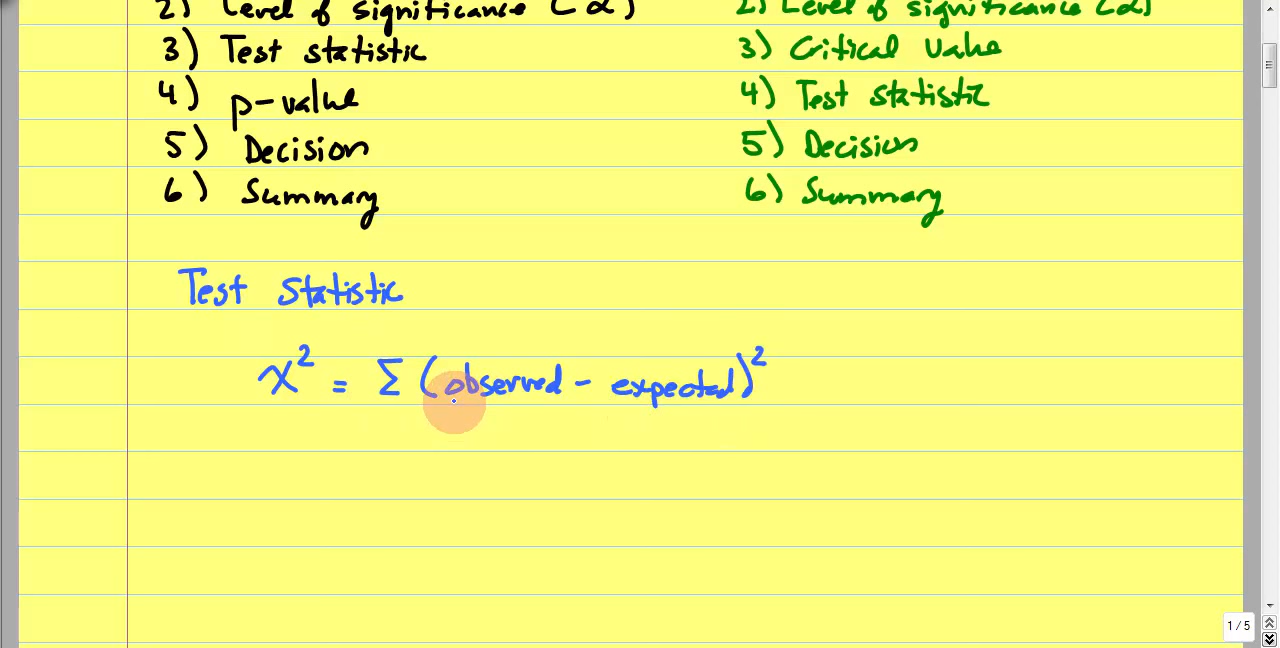 2) Level of significance (α)
3) Test statistic
4) p-value
5) Decision
6) Summary
2) Level of significance (α)
3) Critical Value
4) Test statistic
5) Decision
6) Summary
Test Statistic
χ² = Σ (observed - expected)²
1/5